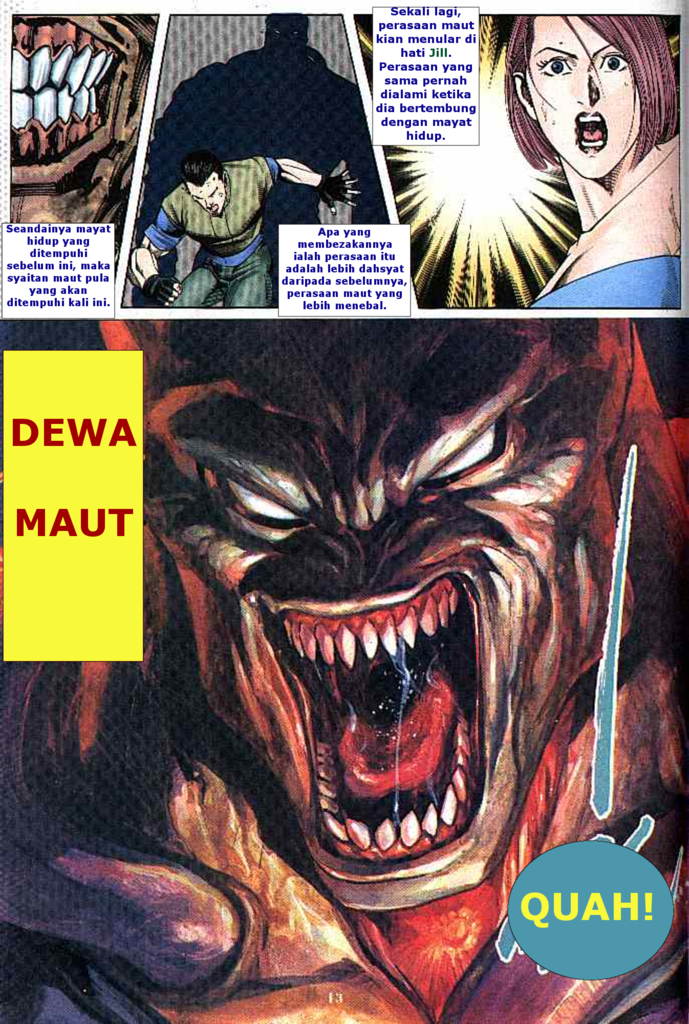 Sekali lagi,
perasaan maut
kian menular di
hati Jill.
Perasaan yang
sama pernah
dialami ketika
dia bertembung
dengan mayat
hidup.
Apa yang
membezakannya
ialah perasaan itu
adalah lebih dahsyat
daripada sebelumnya,
perasaan maut yang
lebih menebal.
Seandainya mayat
hidup yang
ditempuhi
sebelum ini, maka
syaitan maut pula
yang akan
ditempuhi kali ini.
DEWA
MAUT
QUAH!
13